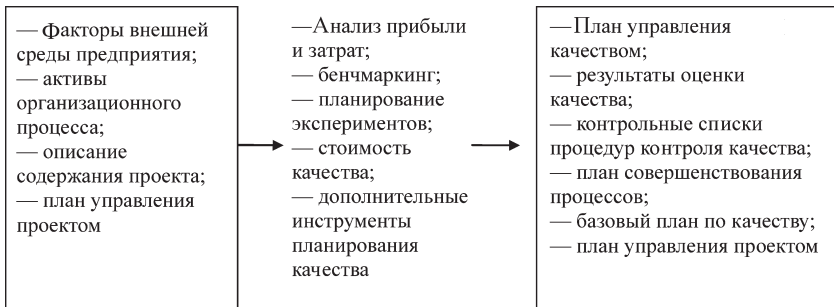 — Факторы внешней
среды предприятия;
— активы
организационного
процесса;
— описание
содержания проекта;
— план управления
проектом
—Анализ прибыли
и затрат;
— бенчмаркинг;
— планирование
экспериментов;
— стоимость
качества;
— дополнительные
инструменты
планирования
качества
—План управления
качеством;
— результаты оценки
качества;
— контрольные списки
процедур контроля качества;
— план совершенствования
процессов;
— базовый план по качеству;
— план управления проектом